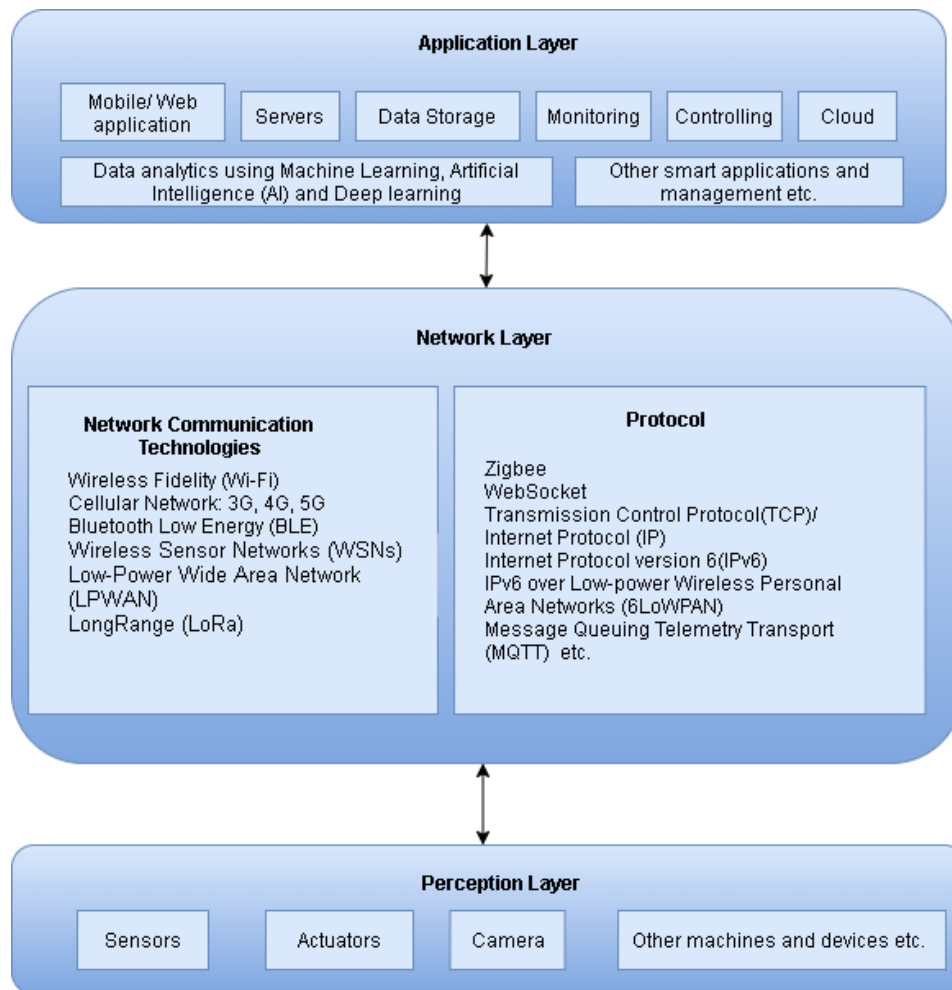 Application Layer
Mobile/ Web
application
Servers
Data Storage
Monitoring
Controlling
Cloud
Data analytics using Machine Learning, Artificial
Intelligence (AI) and Deep learning
Other smart applications and
management etc.
Network Layer
Network Communication
Technologies
Wireless Fidelity (Wi-Fi)
Cellular Network: 3G, 4G, 5G
Bluetooth Low Energy (BLE)
Wireless Sensor Networks (WSNs)
Low-Power Wide Area Network
(LPWAN)
LongRange (LoRa)
Protocol
Zigbee
WebSocket
Transmission Control Protocol(TCP)/
Internet Protocol (IP)
Internet Protocol version 6(IPv6)
IPv6 over Low-power Wireless Personal
Area Networks (6LoWPAN)
Message Queuing Telemetry Transport
(MQTT)  etc.
Perception Layer
Sensors
Actuators
Camera
Other machines and devices etc.